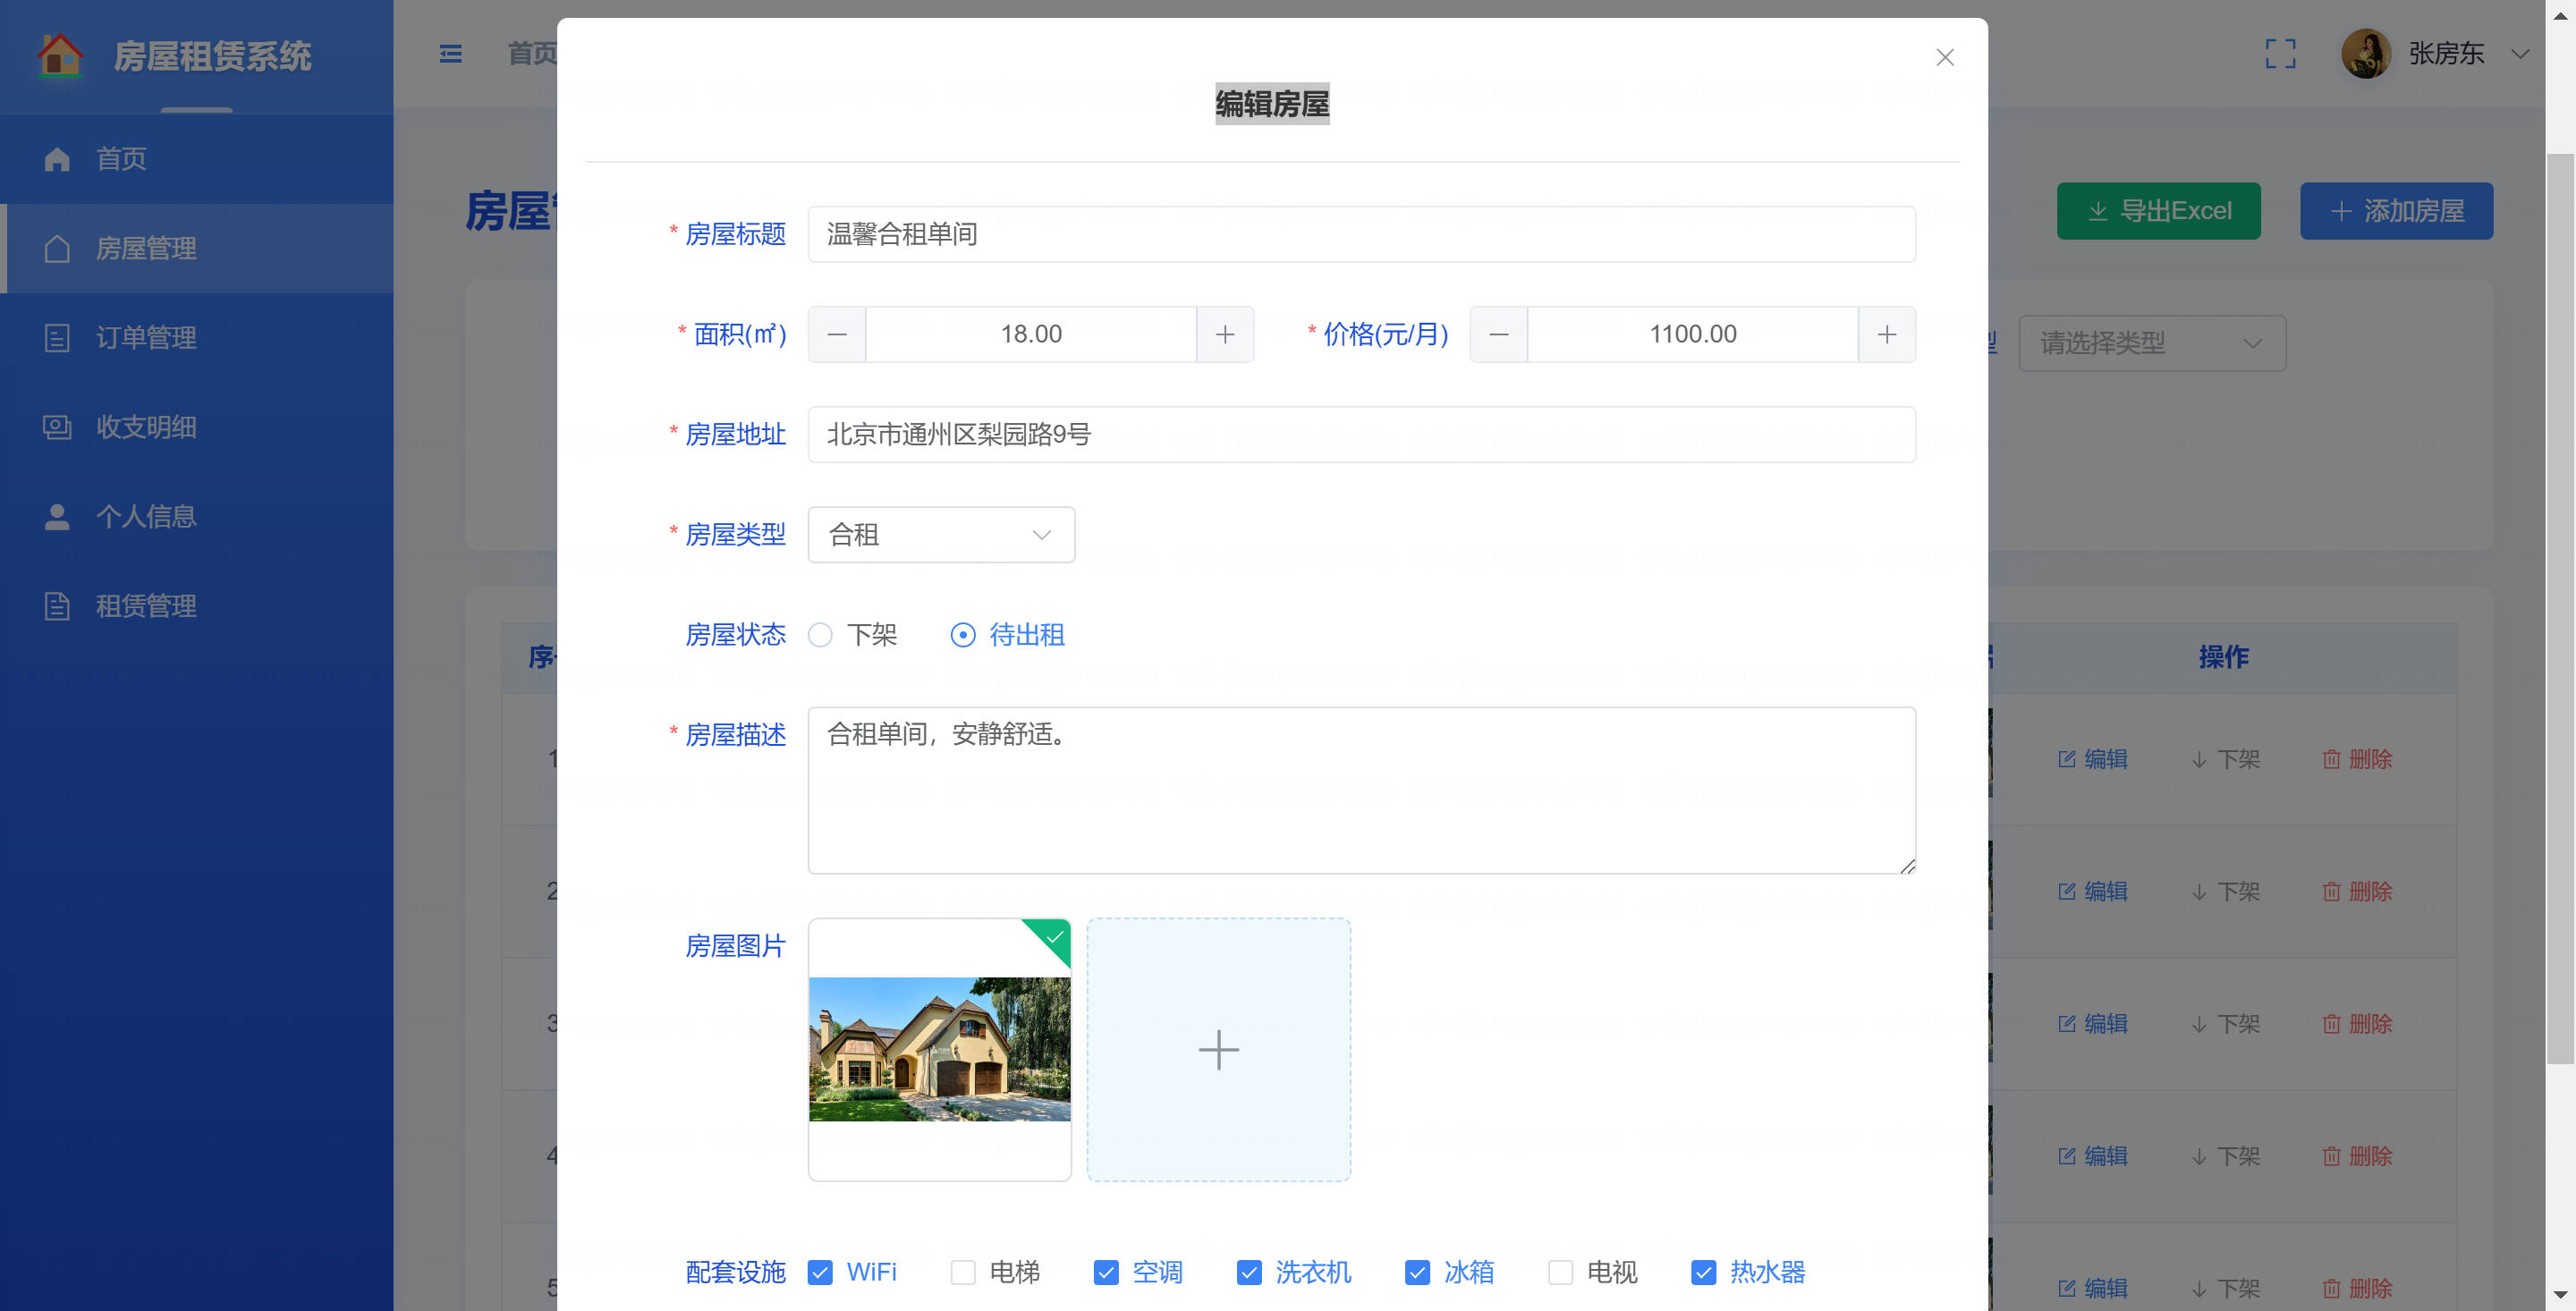 房屋租赁系统
首页
房屋管理
订单管理
收支明细
个人信息
租赁管理
首页
张房东
导出Excel
添加房屋
请选择类型
操作
编辑 下架 删除
编辑 下架 删除
编辑 下架 删除
编辑 下架 删除
编辑 下架 删除
编辑房屋
* 房屋标题 温馨合租单间
* 面积(㎡) 18.00 * 价格(元/月) 1100.00
* 房屋地址 北京市通州区梨园路9号
* 房屋类型 合租
房屋状态 下架 待出租
* 房屋描述 合租单间，安静舒适。
房屋图片
配套设施 WiFi 电梯 空调 洗衣机 冰箱 电视 热水器